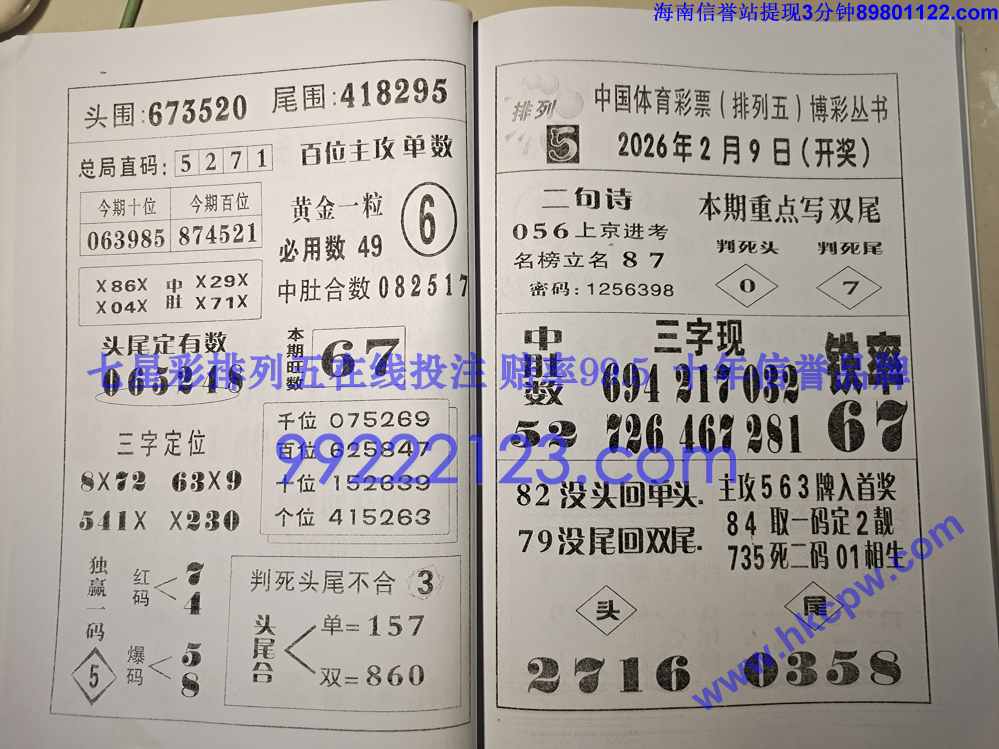 海南信誉站提现3分钟89801122.com
头围:673520 尾围:418295
总局直码: 5 2 7 1 百位主攻单数
今期十位 今期百位
063985 874521
黄金一粒 6
必用数 49
中肚合数 082517
X86X 中 X29X
X04X 肚 X71X
头尾定有数
065248
本期旺数 67
三字定位
8X72 63X9
541X X230
千位 075269
百位 625847
十位 152639
个位 415263
独赢一码 5
红码 7 4
爆码 5 8
判死头尾不合 3
头尾合 单=157
双=860
排列 5
中国体育彩票(排列五)博彩丛书
2026年2月9日(开奖)
二句诗
056上京进考
名榜立名 8 7
密码:1256398
本期重点写双尾
判死头 判死尾
0 7
中肚数 52
三字现
694 217 032
726 467 281
铁率 67
82没头回单头.
79没尾回双尾.
主攻563牌入首奖
84 取一码定2靓
735死二码01相生
头 尾
2716 0358
七星彩排列五在线投注 赔率99.5 十年信誉品牌
99222123.com
www.hkcpw.com